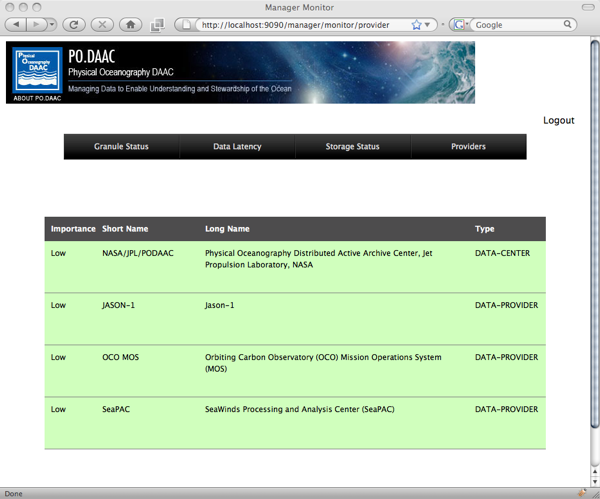 Manager Monitor
http://localhost:9090/manager/monitor/provider
Google
Physical Oceanography DAAC
PO.DAAC
Physical Oceanography DAAC
Managing Data to Enable Understanding and Stewardship of the Ocean
ABOUT PO.DAAC
Logout
Granule Status Data Latency Storage Status Providers
Importance Short Name Long Name Type
Low NASA/JPL/PODAAC Physical Oceanography Distributed Active Archive Center, Jet DATA-CENTER
Propulsion Laboratory, NASA
Low JASON-1 Jason-1 DATA-PROVIDER
Low OCO MOS Orbiting Carbon Observatory (OCO) Mission Operations System DATA-PROVIDER
(MOS)
Low SeaPAC SeaWinds Processing and Analysis Center (SeaPAC) DATA-PROVIDER
Done